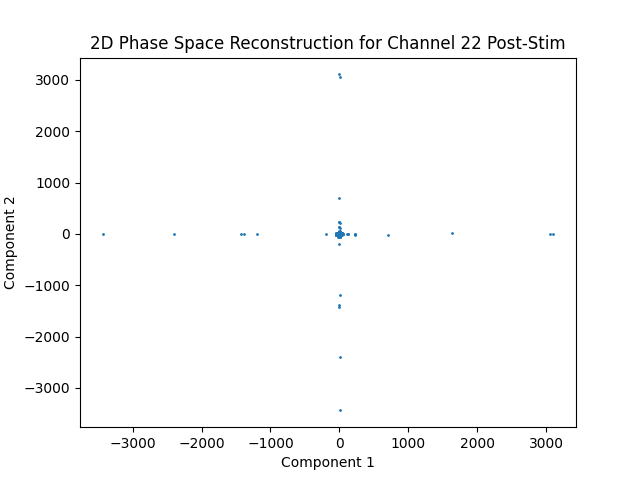 2D Phase Space Reconstruction for Channel 22 Post-Stim
3000
2000
1000
0
−1000
−2000
−3000
Component 2
−3000 −2000 −1000 0 1000 2000 3000
Component 1